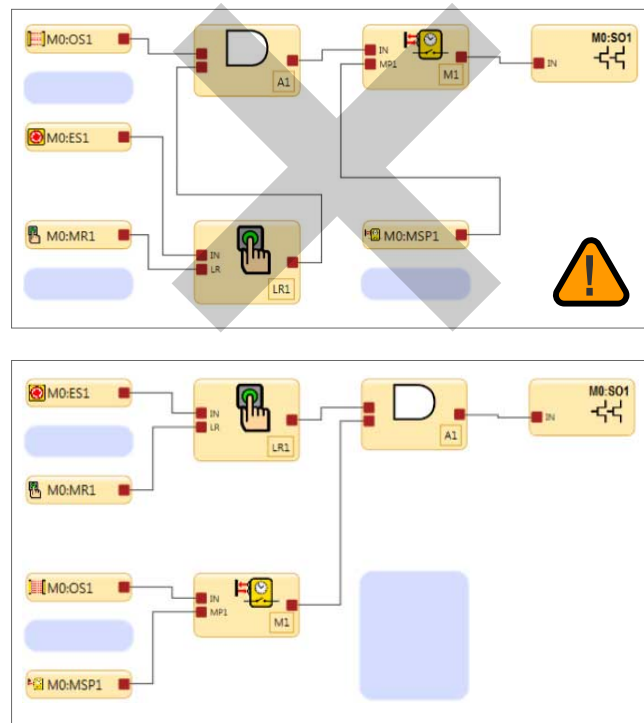 M0:OS1
A1
IN
MP1
M1
M0:SO1
IN
M0:ES1
M0:MR1
IN
LR
LR1
M0:MSP1
!
M0:ES1
IN
LR
LR1
A1
M0:SO1
IN
M0:MR1
M0:OS1
IN
MP1
M1
M0:MSP1